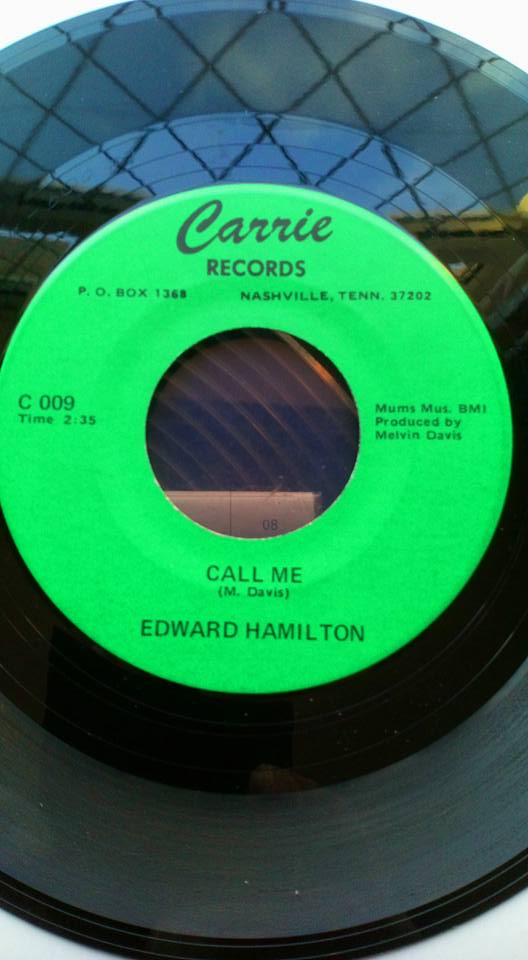 Carrie
RECORDS
P. O. BOX 1368 NASHVILLE, TENN. 37202
C 009
Time 2:35
Mums Mus. BMI
Produced by
Melvin Davis
08
CALL ME
(M. Davis)
EDWARD HAMILTON